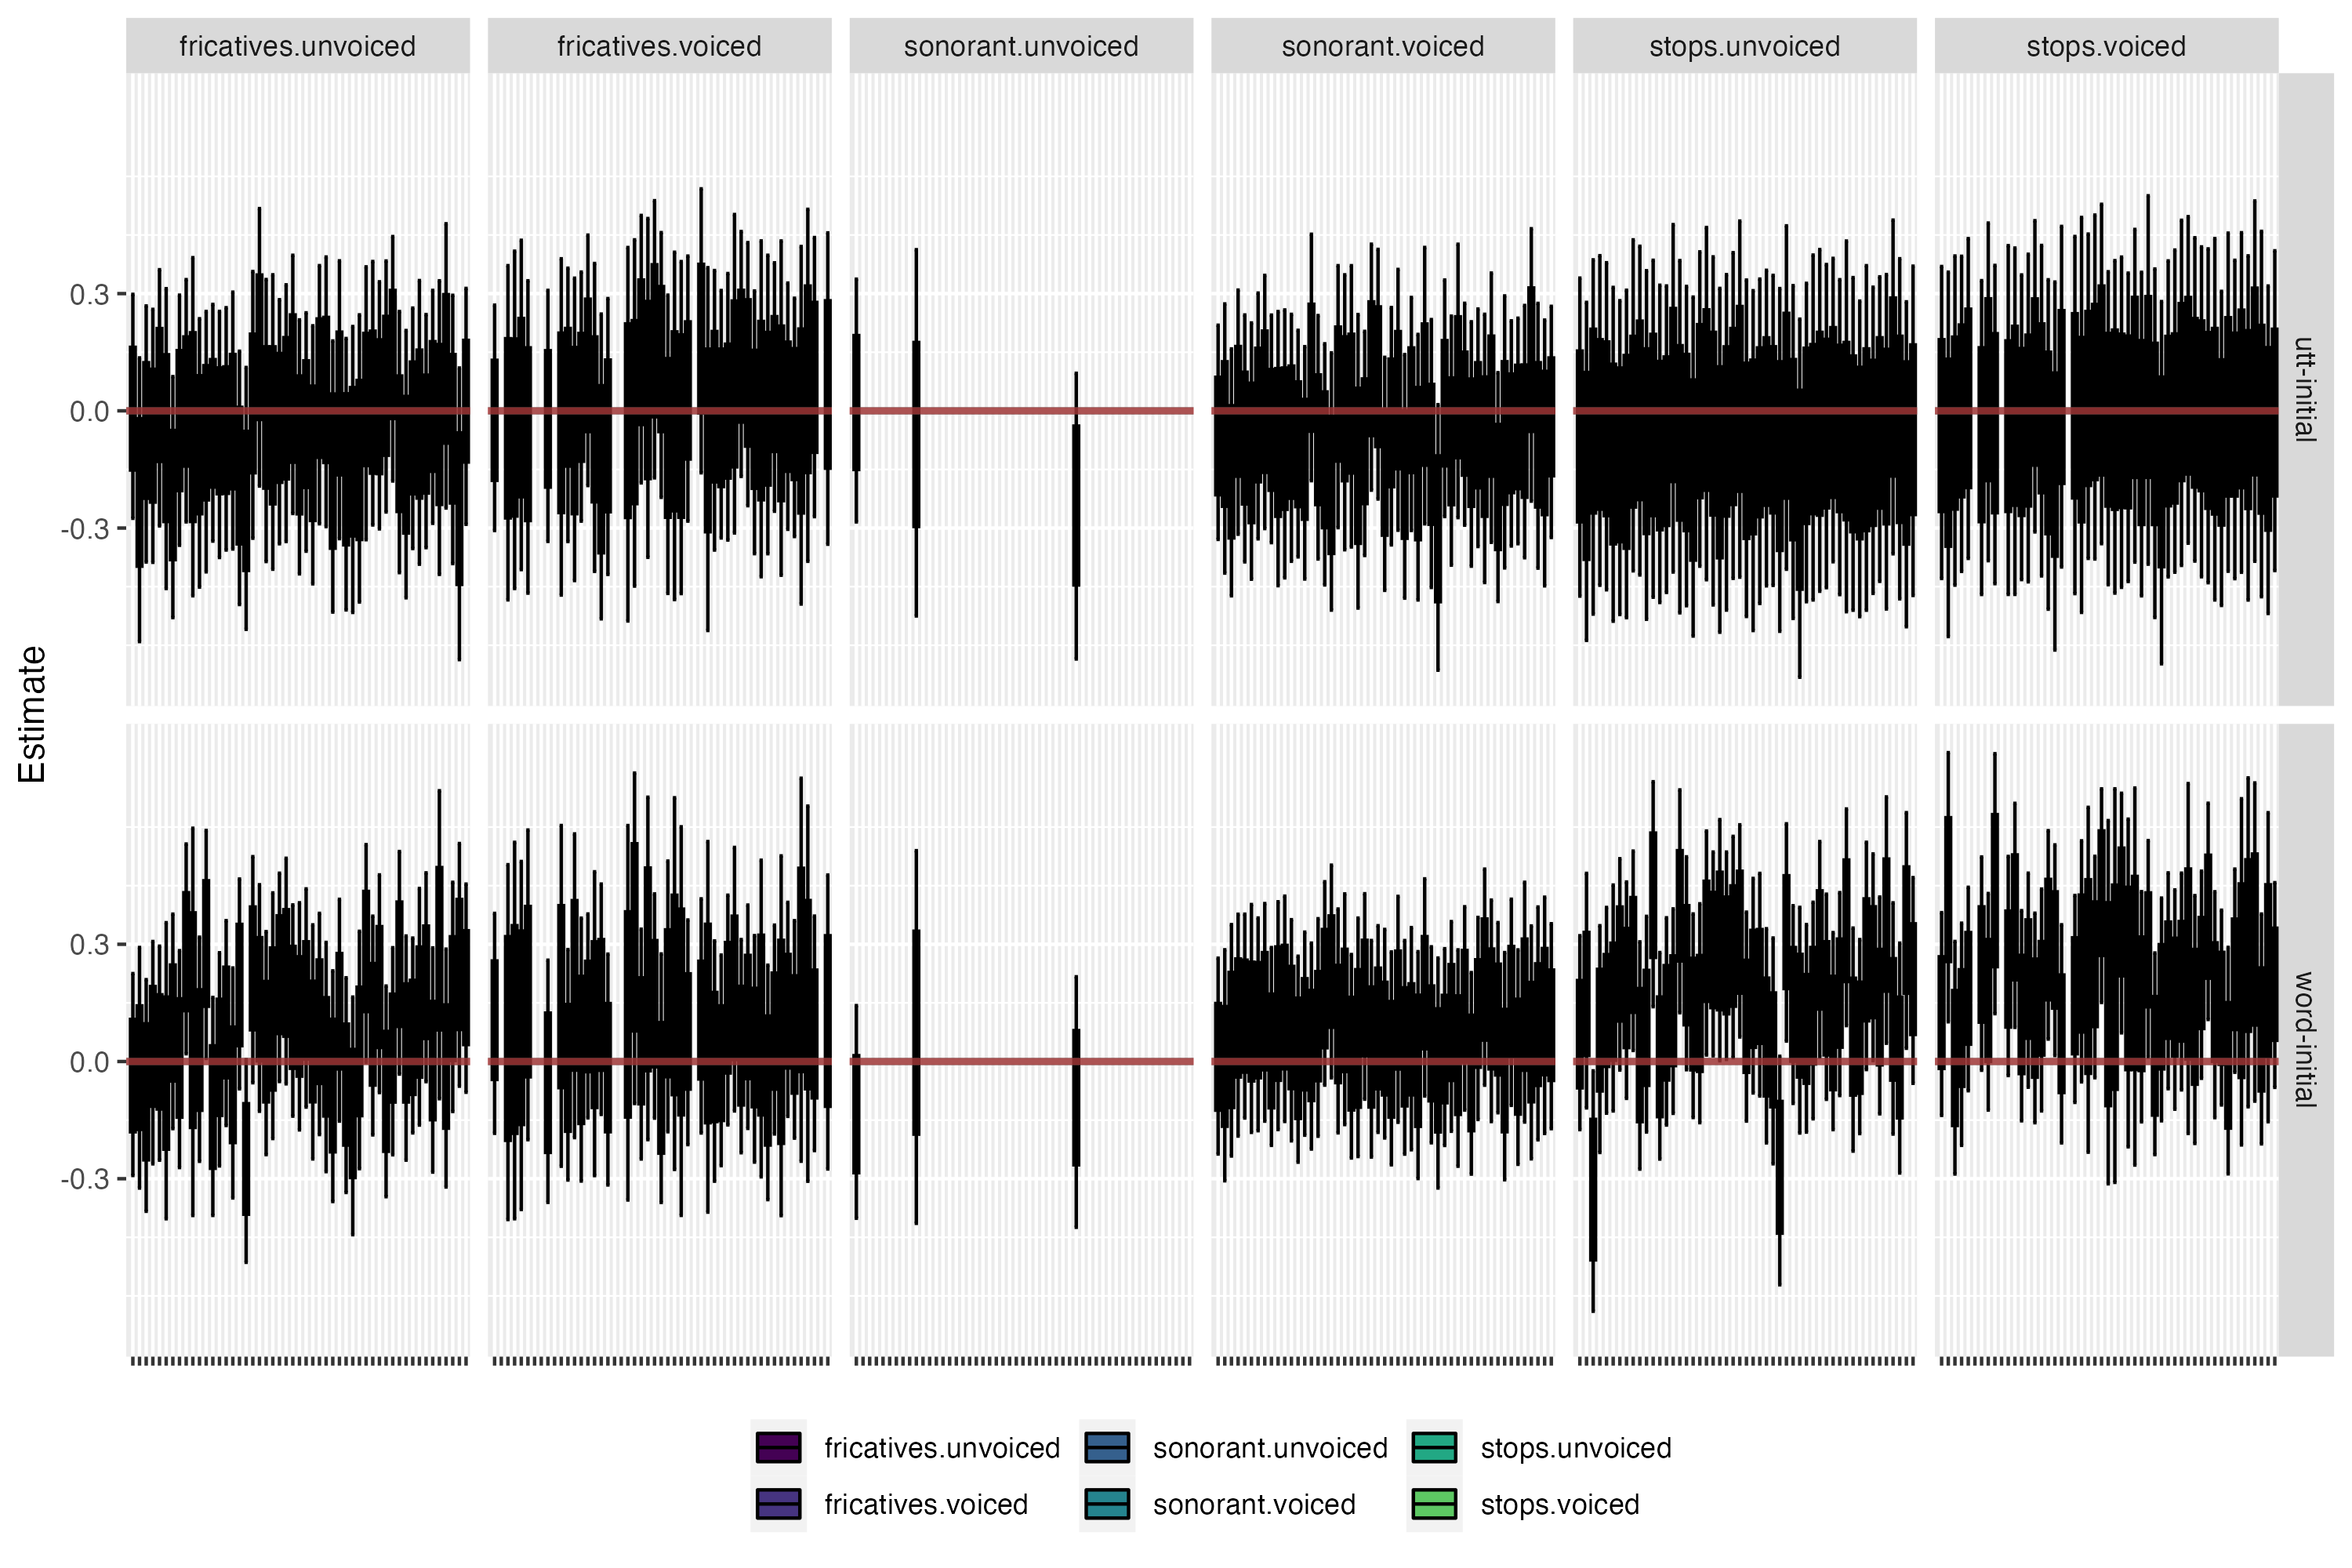 fricatives.unvoiced fricatives.voiced sonorant.unvoiced sonorant.voiced stops.unvoiced stops.voiced
Estimate
0.3
0.0
-0.3
utt-initial
0.3
0.0
-0.3
word-initial
fricatives.unvoiced sonorant.unvoiced stops.unvoiced
fricatives.voiced sonorant.voiced stops.voiced